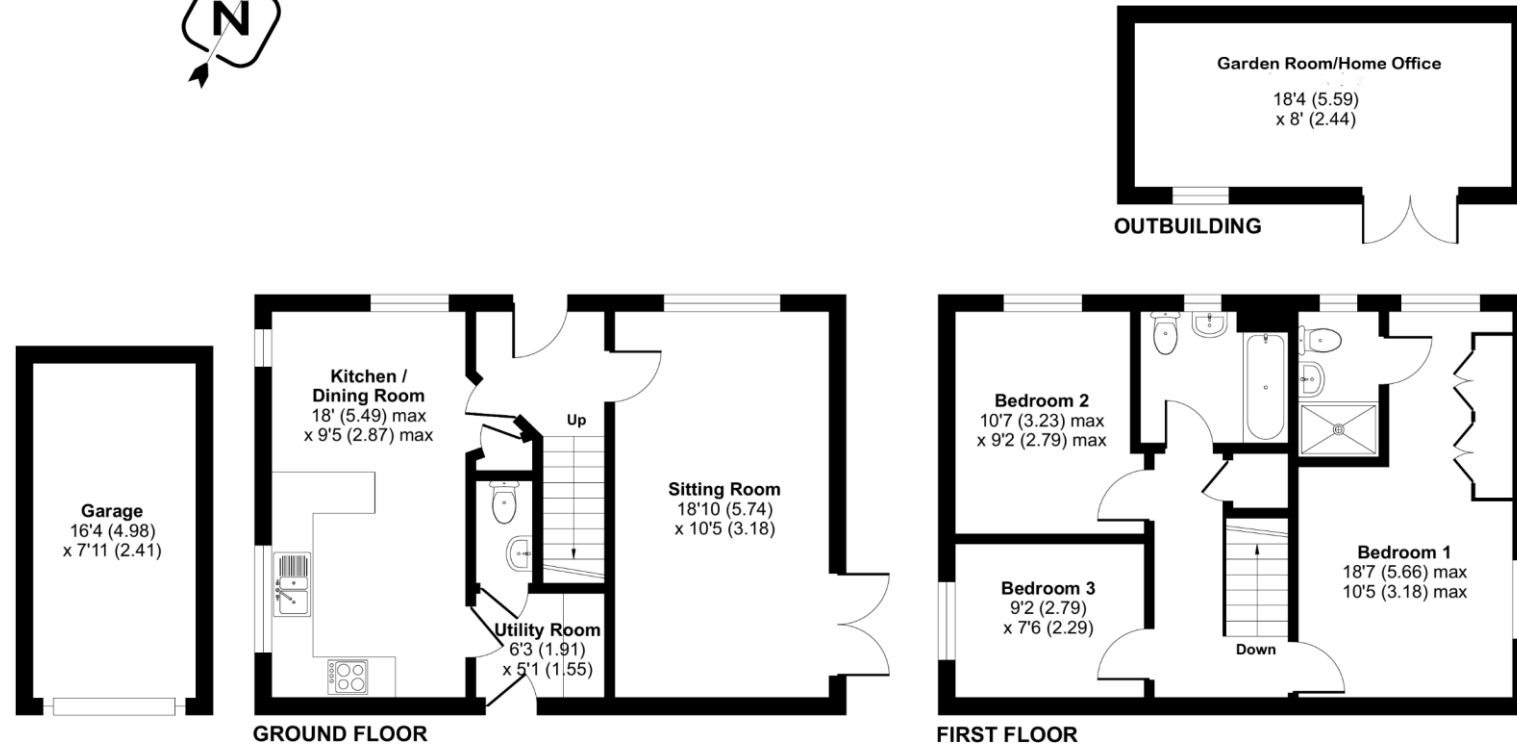 N
Garden Room/Home Office
18'4 (5.59)
x 8' (2.44)
OUTBUILDING
Garage
16'4 (4.98)
x 7'11 (2.41)
Kitchen /
Dining Room
18' (5.49) max
x 9'5 (2.87) max
Up
Sitting Room
18'10 (5.74)
x 10'5 (3.18)
Utility Room
6'3 (1.91)
x 5'1 (1.55)
GROUND FLOOR
Bedroom 2
10'7 (3.23) max
x 9'2 (2.79) max
Bedroom 3
9'2 (2.79)
x 7'6 (2.29)
Down
Bedroom 1
18'7 (5.66) max
10'5 (3.18) max
FIRST FLOOR